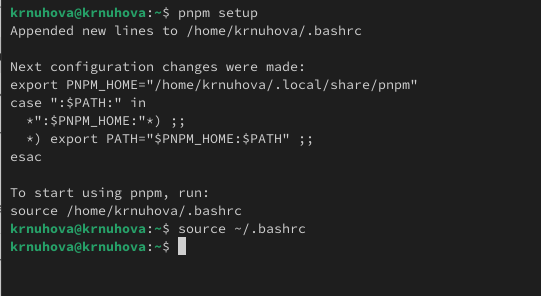 krnuhova@krnuhova:~$ pnpm setup
Appended new lines to /home/krnuhova/.bashrc

Next configuration changes were made:
export PNPM_HOME="/home/krnuhova/.local/share/pnpm"
case ":$PATH:" in
  *":$PNPM_HOME:"*) ;;
  *) export PATH="$PNPM_HOME:$PATH" ;;
esac

To start using pnpm, run:
source /home/krnuhova/.bashrc
krnuhova@krnuhova:~$ source ~/.bashrc
krnuhova@krnuhova:~$